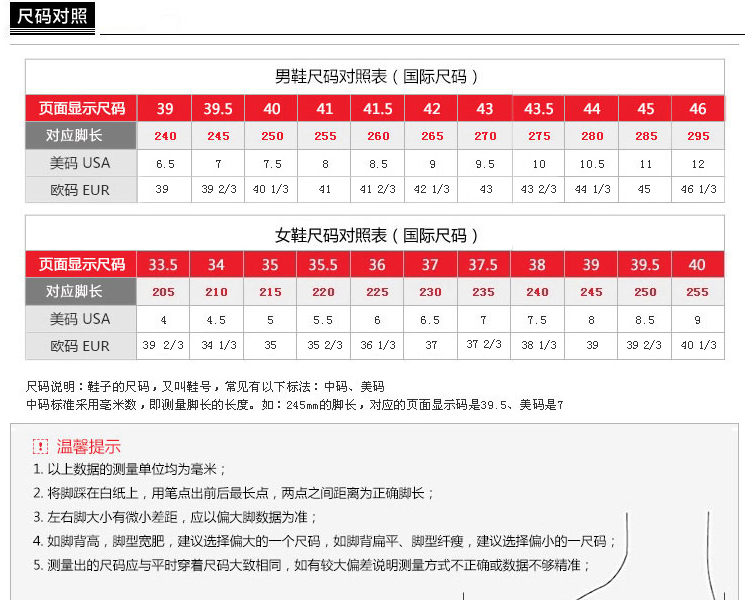 尺码对照
男鞋尺码对照表（国际尺码）
页面显示尺码 39 39.5 40 41 41.5 42 43 43.5 44 45 46
对应脚长 240 245 250 255 260 265 270 275 280 285 295
美码 USA 6.5 7 7.5 8 8.5 9 9.5 10 10.5 11 12
欧码 EUR 39 39 2/3 40 1/3 41 41 2/3 42 1/3 43 43 2/3 44 1/3 45 46 1/3
女鞋尺码对照表（国际尺码）
页面显示尺码 33.5 34 35 35.5 36 37 37.5 38 39 39.5 40
对应脚长 205 210 215 220 225 230 235 240 245 250 255
美码 USA 4 4.5 5 5.5 6 6.5 7 7.5 8 8.5 9
欧码 EUR 39 2/3 34 1/3 35 35 2/3 36 1/3 37 37 2/3 38 1/3 39 39 2/3 40 1/3
尺码说明：鞋子的尺码，又叫鞋号，常见有以下标法：中码、美码
中码标准采用毫米数，即测量脚长的长度。如：245mm的脚长，对应的页面显示码是39.5、美码是7
! 温馨提示
1. 以上数据的测量单位均为毫米；
2. 将脚踩在白纸上，用笔点出前后最长点，两点之间距离为正确脚长；
3. 左右脚大小有微小差距，应以偏大脚数据为准；
4. 如脚背高，脚型宽肥，建议选择偏大的一个尺码，如脚背扁平、脚型纤瘦，建议选择偏小的一尺码；
5. 测量出的尺码应与平时穿着尺码大致相同，如有较大偏差说明测量方式不正确或数据不够精准；